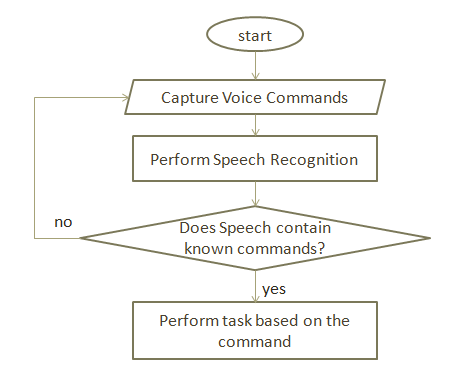 start
Capture Voice Commands
Perform Speech Recognition
no
Does Speech contain
known commands?
yes
Perform task based on the
command